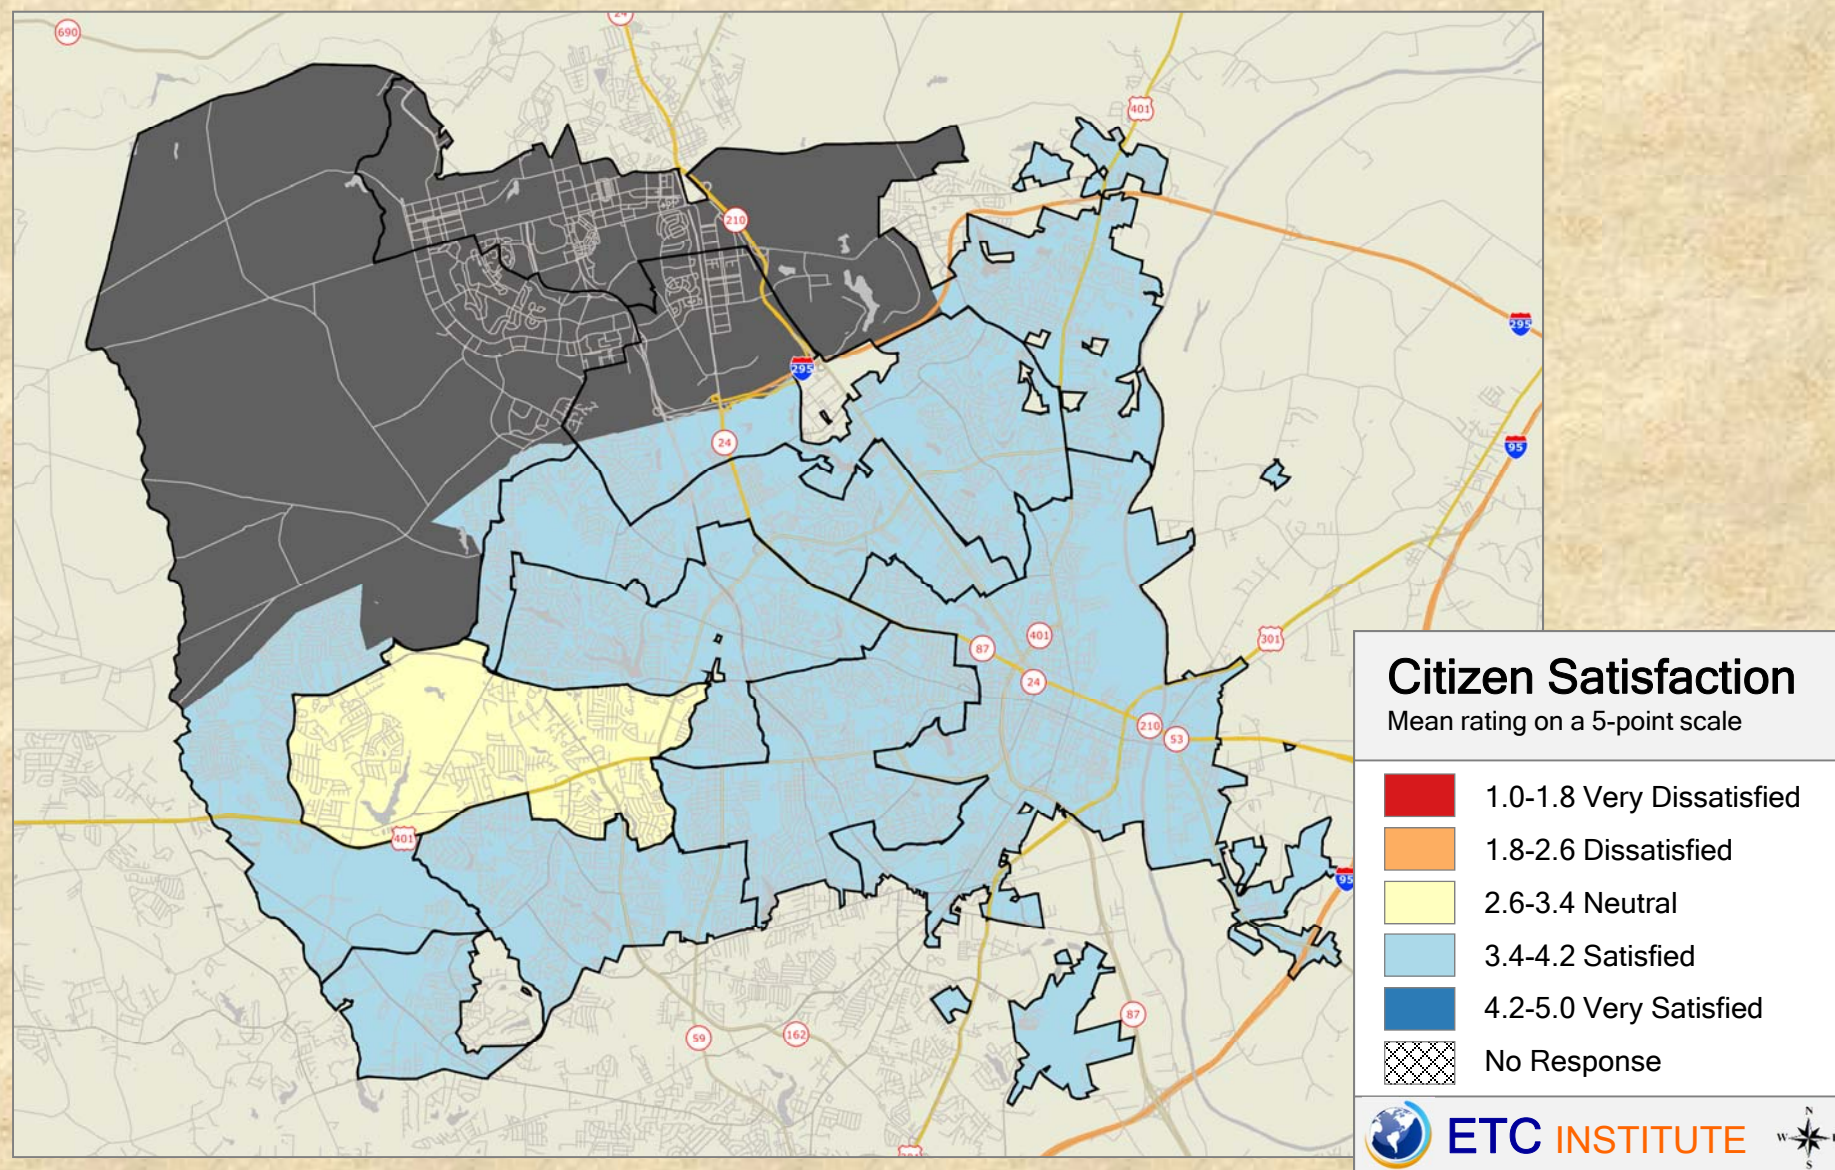 690
24
401
210
295
295
24
95
87
401
24
301
210
53
401
95
59
162
87
Citizen Satisfaction
Mean rating on a 5-point scale
1.0-1.8 Very Dissatisfied
1.8-2.6 Dissatisfied
2.6-3.4 Neutral
3.4-4.2 Satisfied
4.2-5.0 Very Satisfied
No Response
ETC INSTITUTE
N
W
S